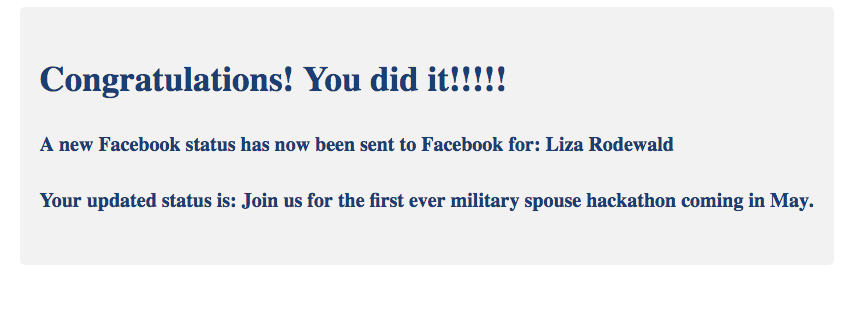 Congratulations! You did it!!!!!
A new Facebook status has now been sent to Facebook for: Liza Rodewald
Your updated status is: Join us for the first ever military spouse hackathon coming in May.